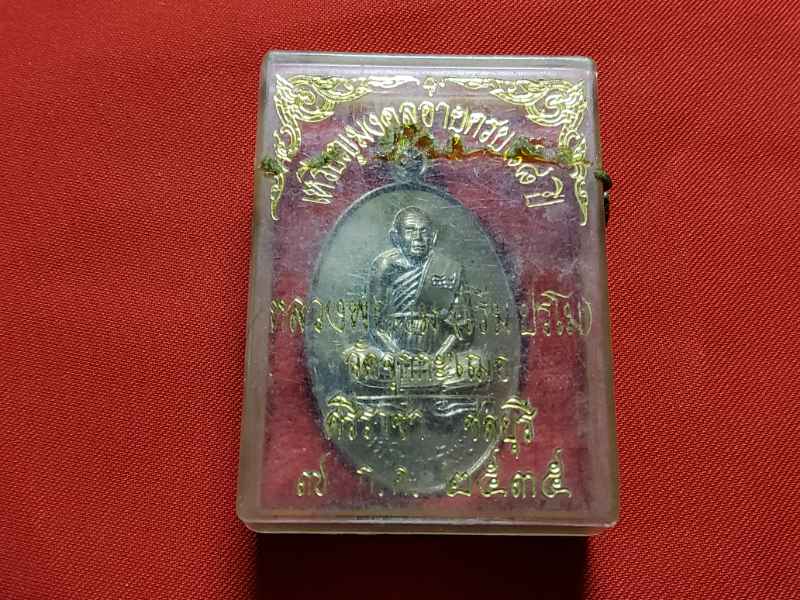 เหรียญมงคลอายุครบ ปี
หลวงพ่อ
วัดจุกกะเฌอ
ศรีราชา ชลบุรี
๗ ก.ค. ๒๕๓๕